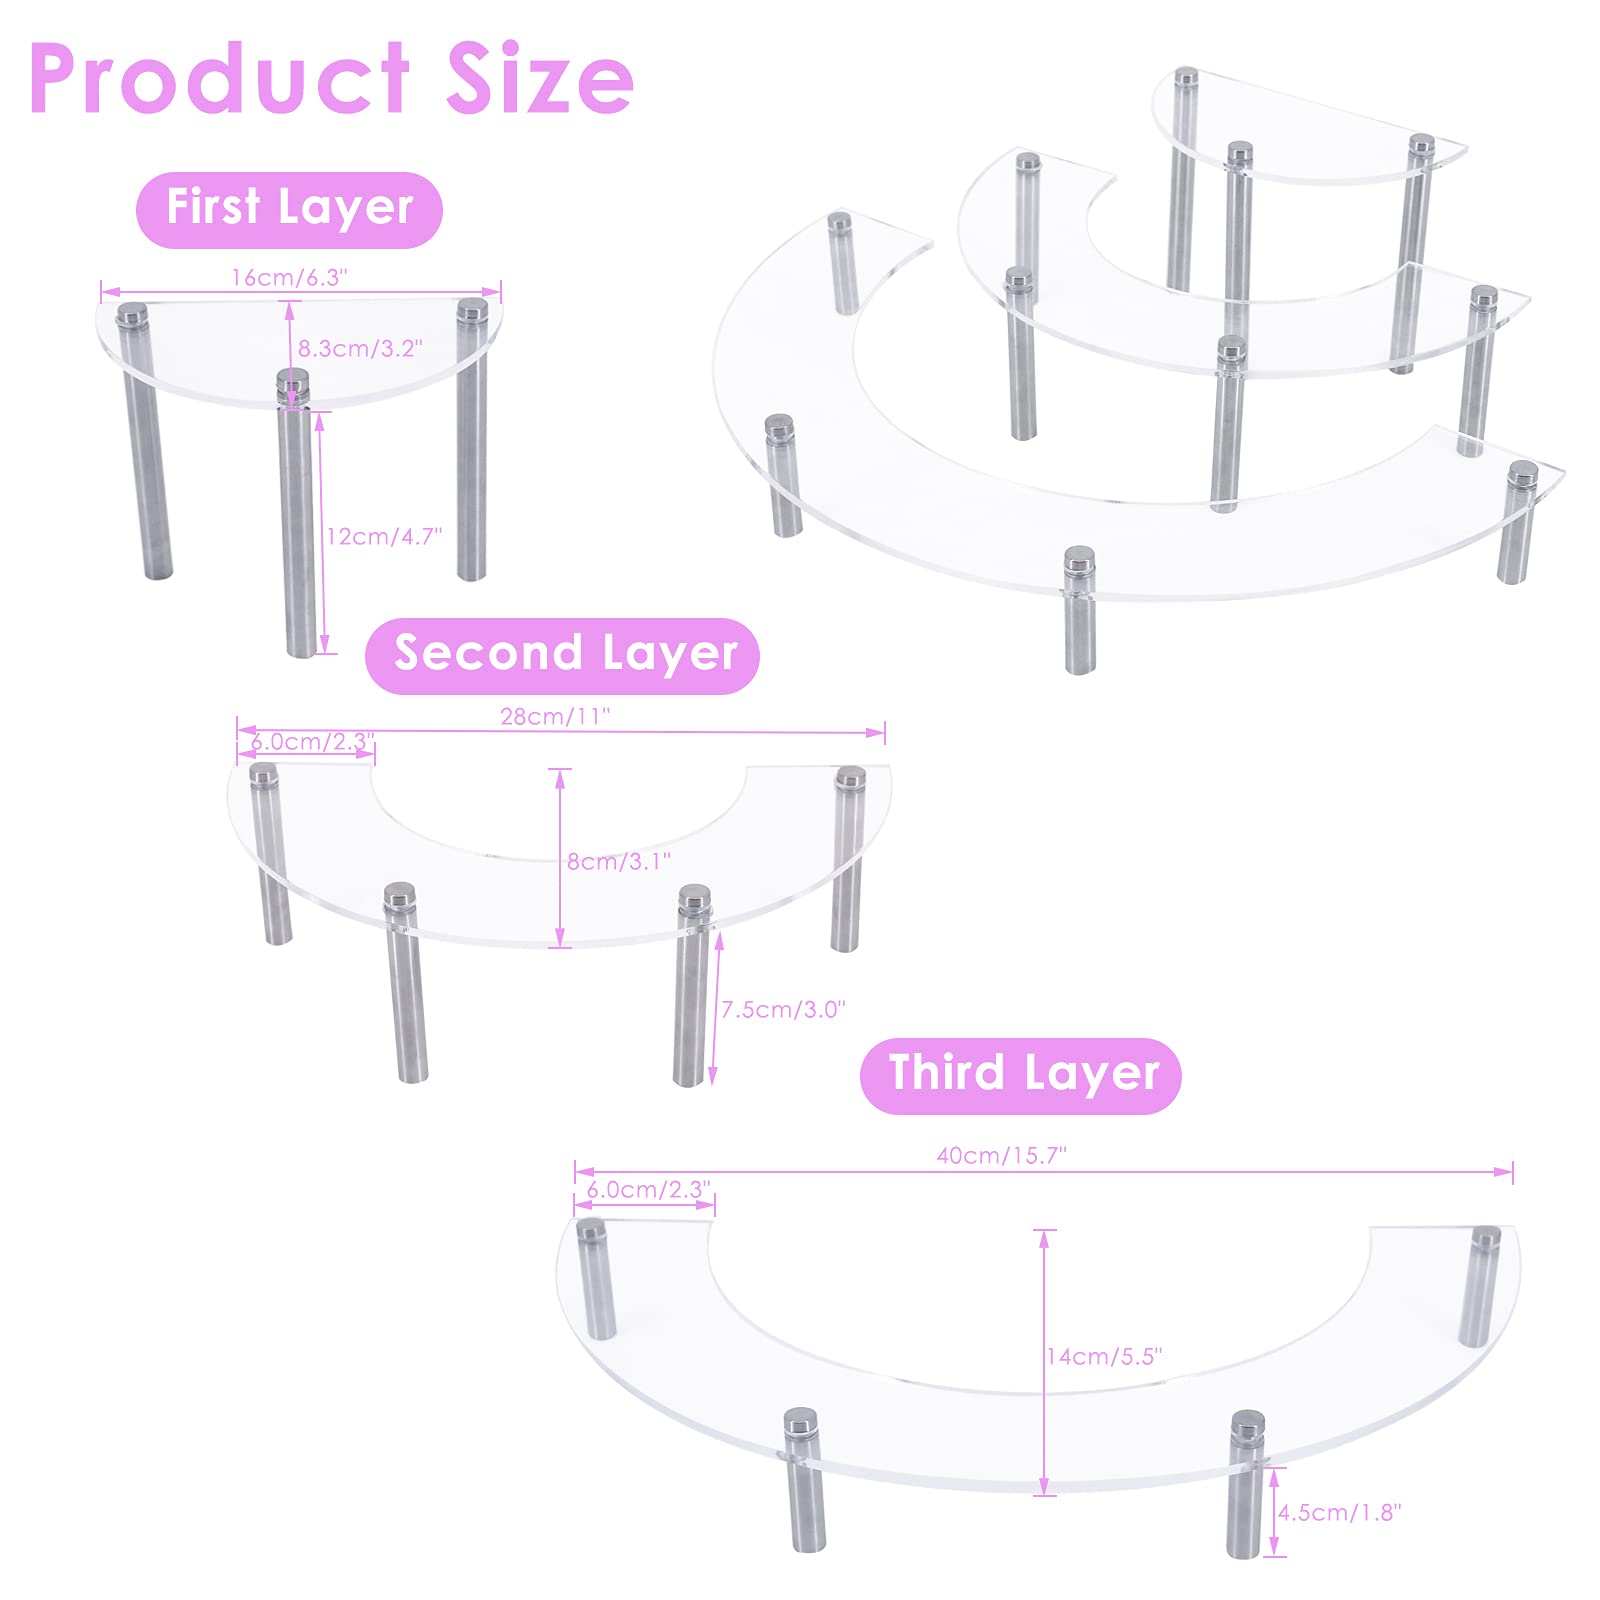 Product Size
First Layer
16cm/6.3"
8.3cm/3.2"
12cm/4.7"
Second Layer
28cm/11"
6.0cm/2.3"
8cm/3.1"
7.5cm/3.0"
Third Layer
40cm/15.7"
6.0cm/2.3"
14cm/5.5"
4.5cm/1.8"